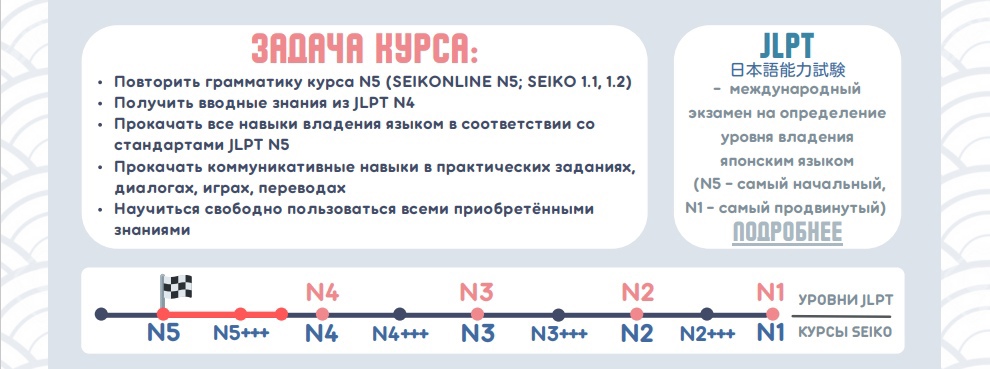 ЗАДАЧА КУРСА:
• Повторить грамматику курса N5 (SEIKONLINE N5; SEIKO 1.1, 1.2)
• Получить вводные знания из JLPT N4
• Прокачать все навыки владения языком в соответствии со
стандартами JLPT N5
• Прокачать коммуникативные навыки в практических заданиях,
диалогах, играх, переводах
• Научиться свободно пользоваться всеми приобретёнными
знаниями
JLPT
日本語能力試験
– международный
экзамен на определение
уровня владения
японским языком
(N5 – самый начальный,
N1 – самый продвинутый)
ПОДРОБНЕЕ
N4 N3 N2 N1 УРОВНИ JLPT
N5 N5+++ N4 N4+++ N3 N3+++ N2 N2+++ N1 КУРСЫ SEIKO